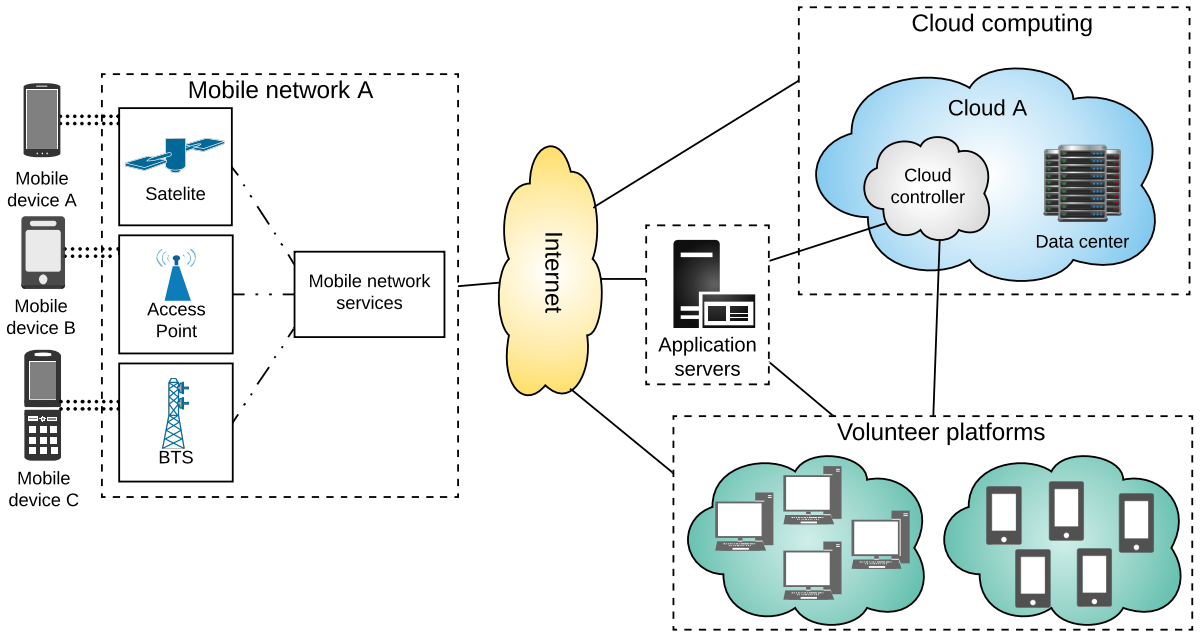 Cloud computing
Mobile network A
Cloud A
Mobile
device A
Satelite
Cloud
controller
Data center
Internet
Mobile network
services
Mobile
device B
Access
Point
Application
servers
Volunteer platforms
BTS
Mobile
device C